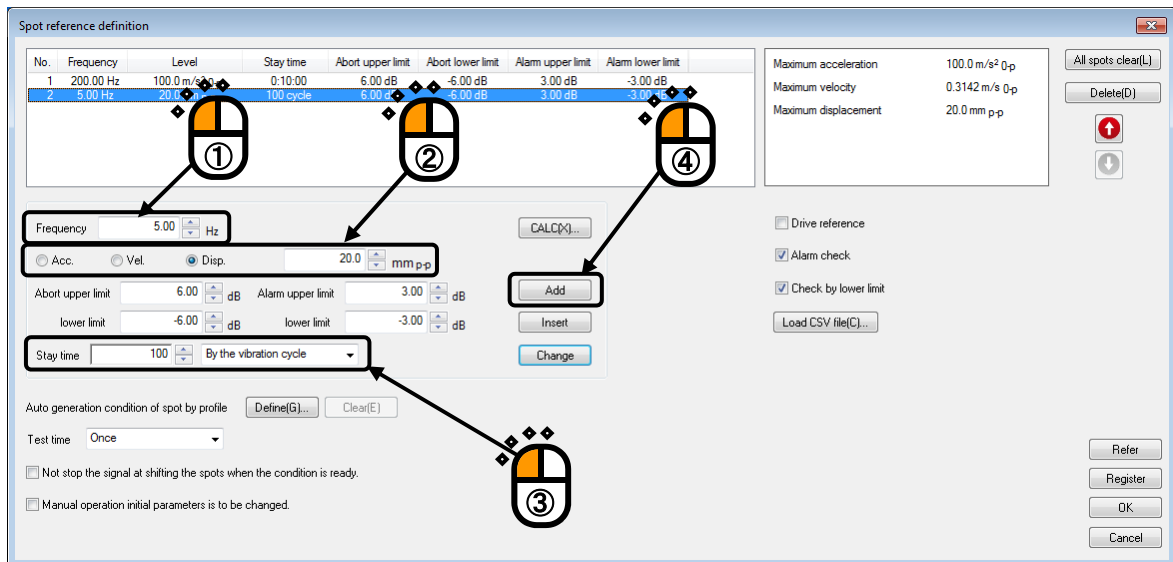 Spot reference definition
No. Frequency Level Stay time Abort upper limit Abort lower limit Alarm upper limit Alarm lower limit
1 200.00 Hz 100.0 m/s² 0-p 0:10:00 6.00 dB -6.00 dB 3.00 dB -3.00 dB
2 5.00 Hz 20.0 100 cycle 6.00 dB -6.00 dB 3.00 dB -3.00 dB
Maximum acceleration 100.0 m/s² 0-p
Maximum velocity 0.3142 m/s 0-p
Maximum displacement 20.0 mm p-p
All spots clear(L)
Delete(D)
① ② ④
Frequency 5.00 Hz CALC(X)...
Acc. Vel. Disp. 20.0 mm p-p
Abort upper limit 6.00 dB Alarm upper limit 3.00 dB Add
lower limit -6.00 dB lower limit -3.00 dB Insert
Stay time 100 By the vibration cycle Change
Drive reference
Alarm check
Check by lower limit
Load CSV file(C)...
Auto generation condition of spot by profile Define(G)... Clear(E)
Test time Once
Not stop the signal at shifting the spots when the condition is ready.
Manual operation initial parameters is to be changed.
③
Refer
Register
OK
Cancel